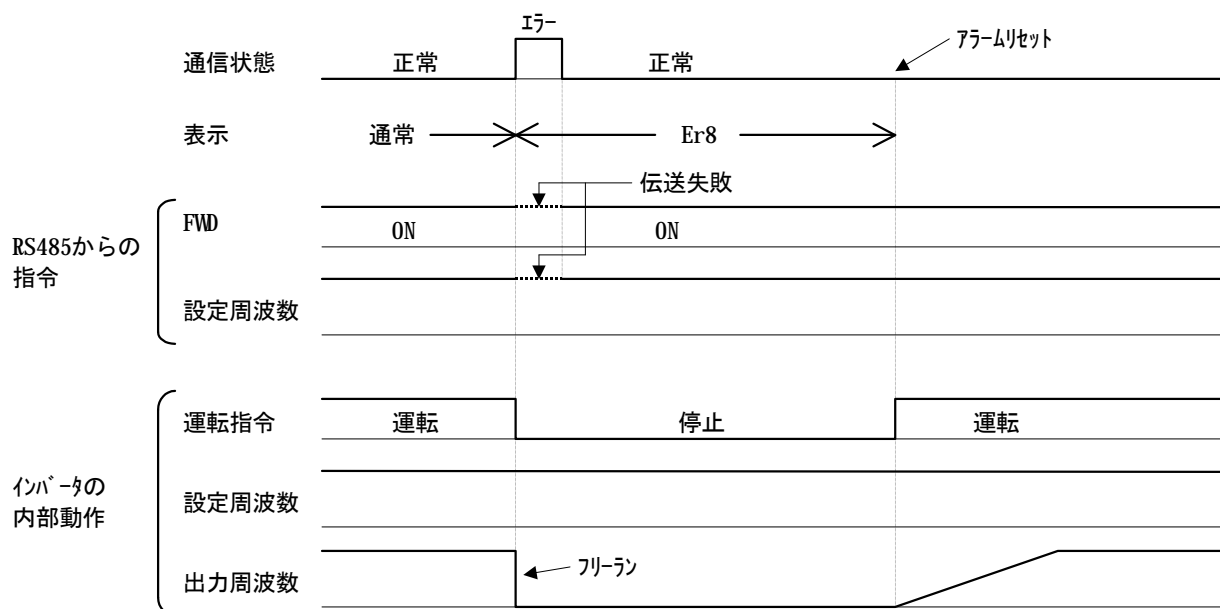 エラー
アラームリセット
通信状態 正常 正常
表示 通常 Er8
伝送失敗
FWD
ON ON
RS485からの
指令
設定周波数
運転指令 運転 停止 運転
インバータの
内部動作
設定周波数
フリーラン
出力周波数